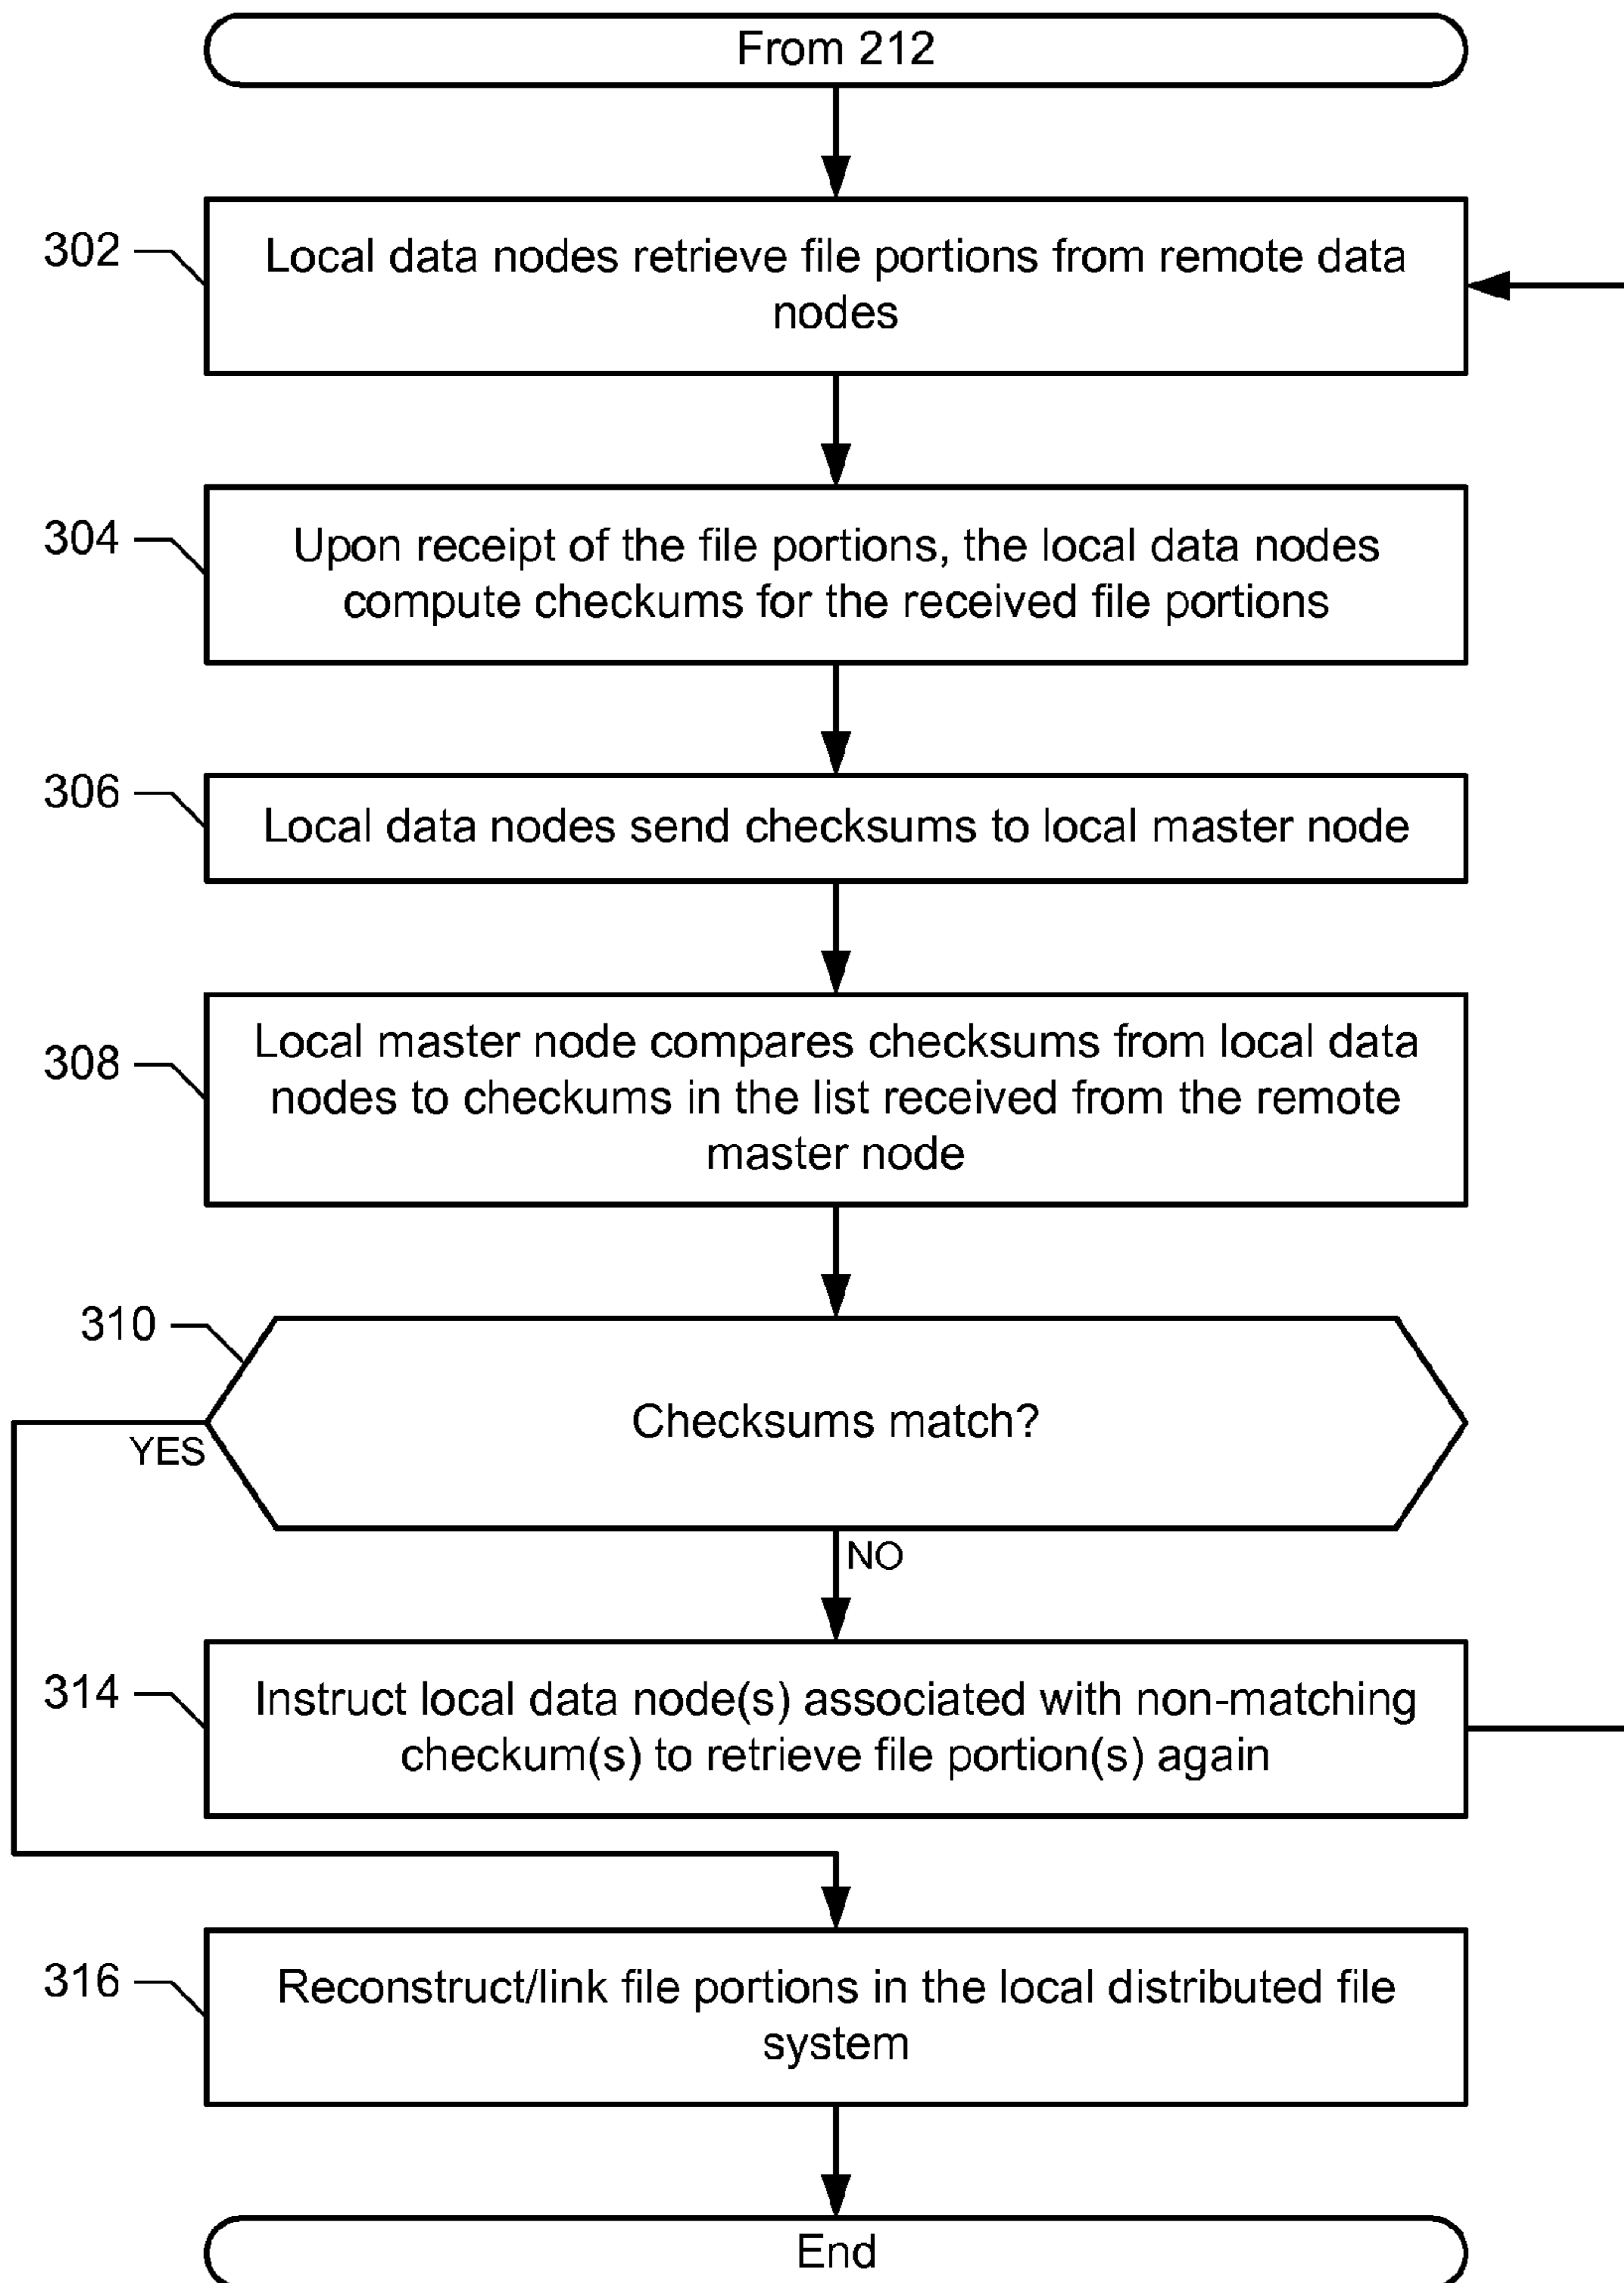 From 212
302
Local data nodes retrieve file portions from remote data
nodes
304
Upon receipt of the file portions, the local data nodes
compute checkums for the received file portions
306
Local data nodes send checksums to local master node
308
Local master node compares checksums from local data
nodes to checkums in the list received from the remote
master node
310
Checksums match?
YES
NO
314
Instruct local data node(s) associated with non-matching
checkum(s) to retrieve file portion(s) again
316
Reconstruct/link file portions in the local distributed file
system
End